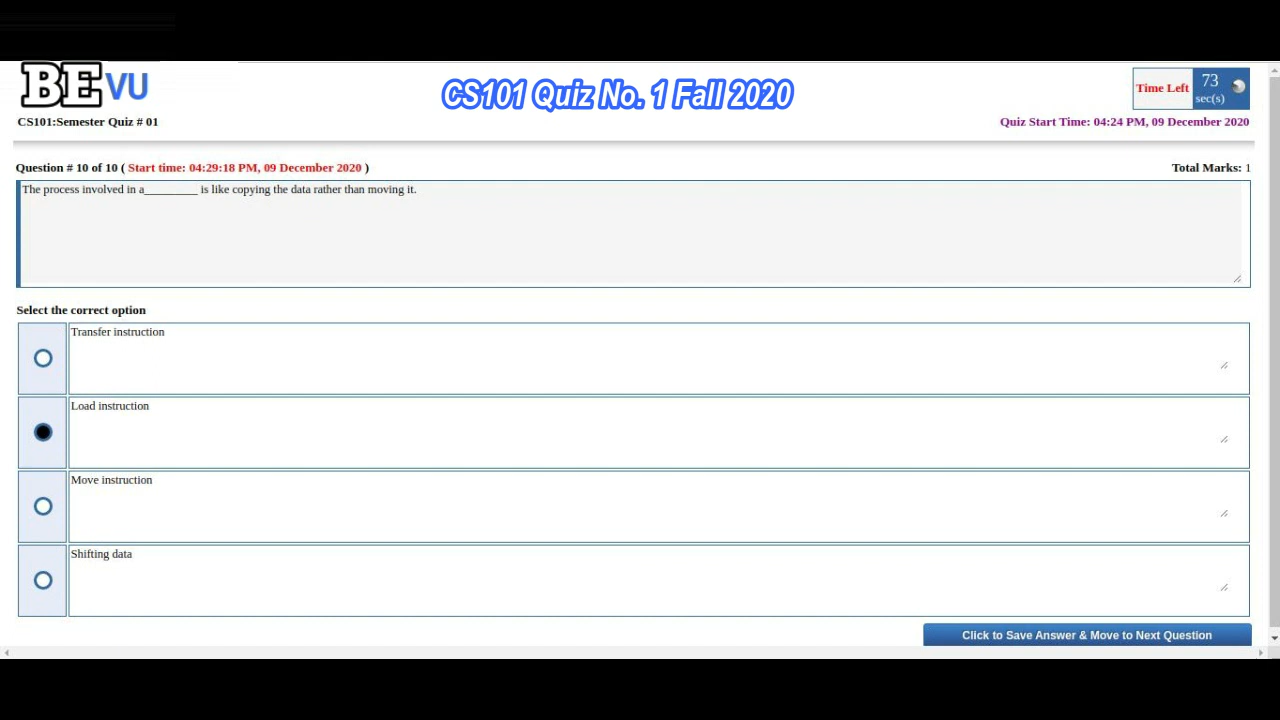 BE VU
CS101 Quiz No. 1 Fall 2020
Time Left
73
sec(s)
CS101:Semester Quiz # 01
Quiz Start Time: 04:24 PM, 09 December 2020
Question # 10 of 10 ( Start time: 04:29:18 PM, 09 December 2020 )
Total Marks: 1
The process involved in a_________ is like copying the data rather than moving it.
Select the correct option
Transfer instruction
Load instruction
Move instruction
Shifting data
Click to Save Answer & Move to Next Question